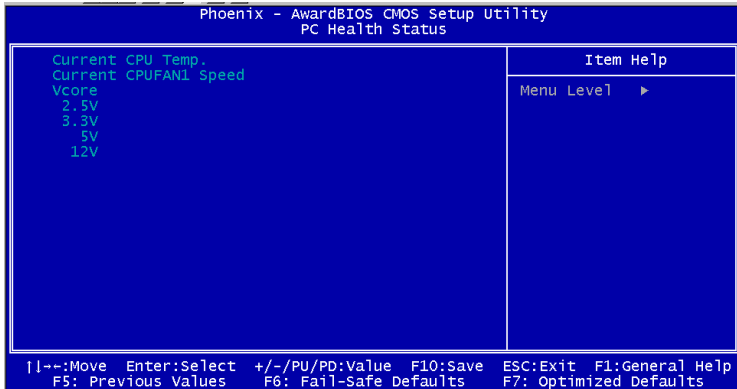 Phoenix - AwardBIOS CMOS Setup Utility
PC Health Status
Current CPU Temp.
Current CPUFAN1 Speed
Vcore
2.5V
3.3V
5V
12V
Item Help
Menu Level ▶
↑↓→←:Move Enter:Select +/-/PU/PD:Value F10:Save ESC:Exit F1:General Help
F5: Previous Values F6: Fail-Safe Defaults F7: Optimized Defaults